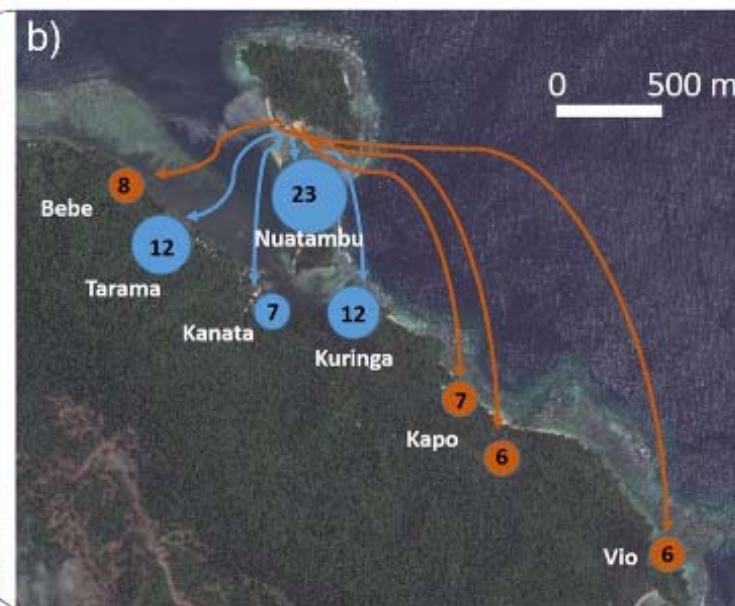 b)
0 500 m
8
Bebe
23
Nuatambu
12
Tarama
7
Kanata
12
Kuringa
7
Kapo
6
Vio
6